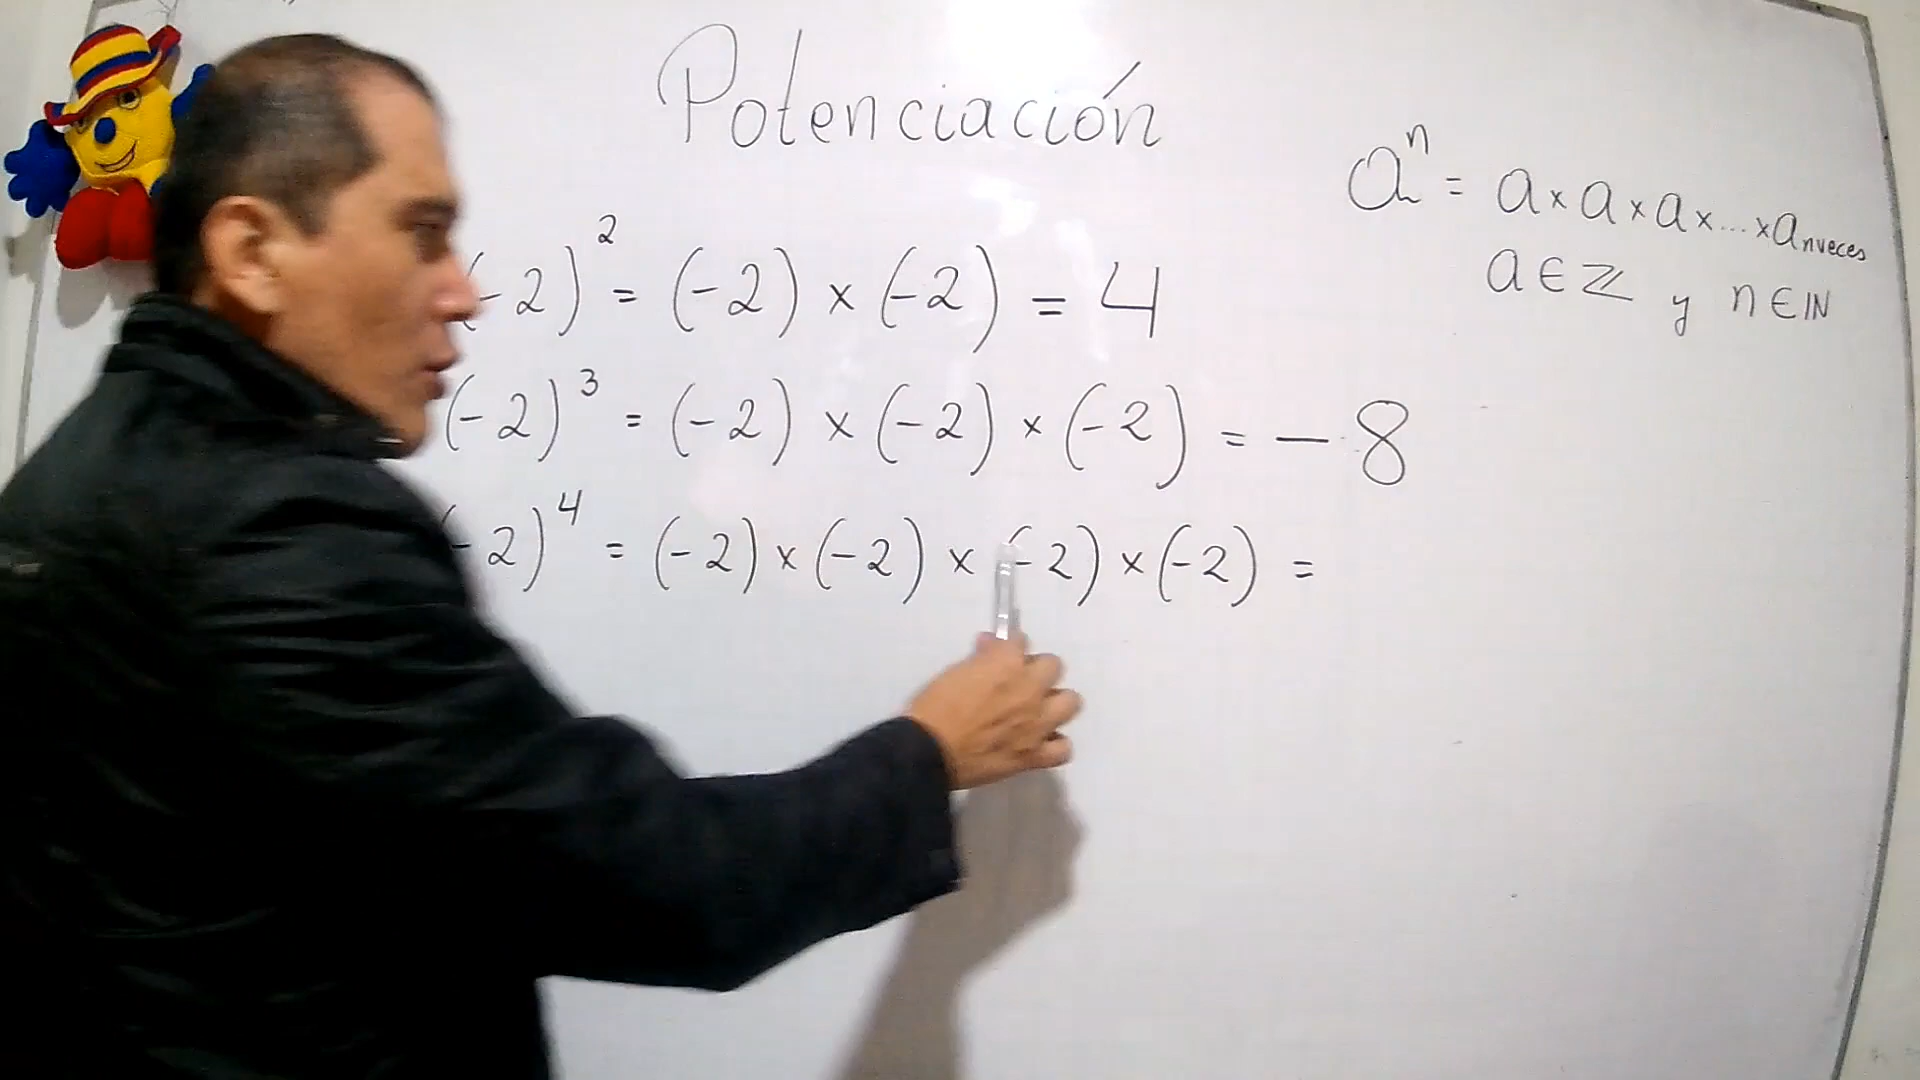 Potenciación
aⁿ = a × a × a × ... × a n veces
a ∈ ℤ y n ∈ ℕ
(-2)² = (-2) × (-2) = 4
(-2)³ = (-2) × (-2) × (-2) = -8
(-2)⁴ = (-2) × (-2) × (-2) × (-2) =